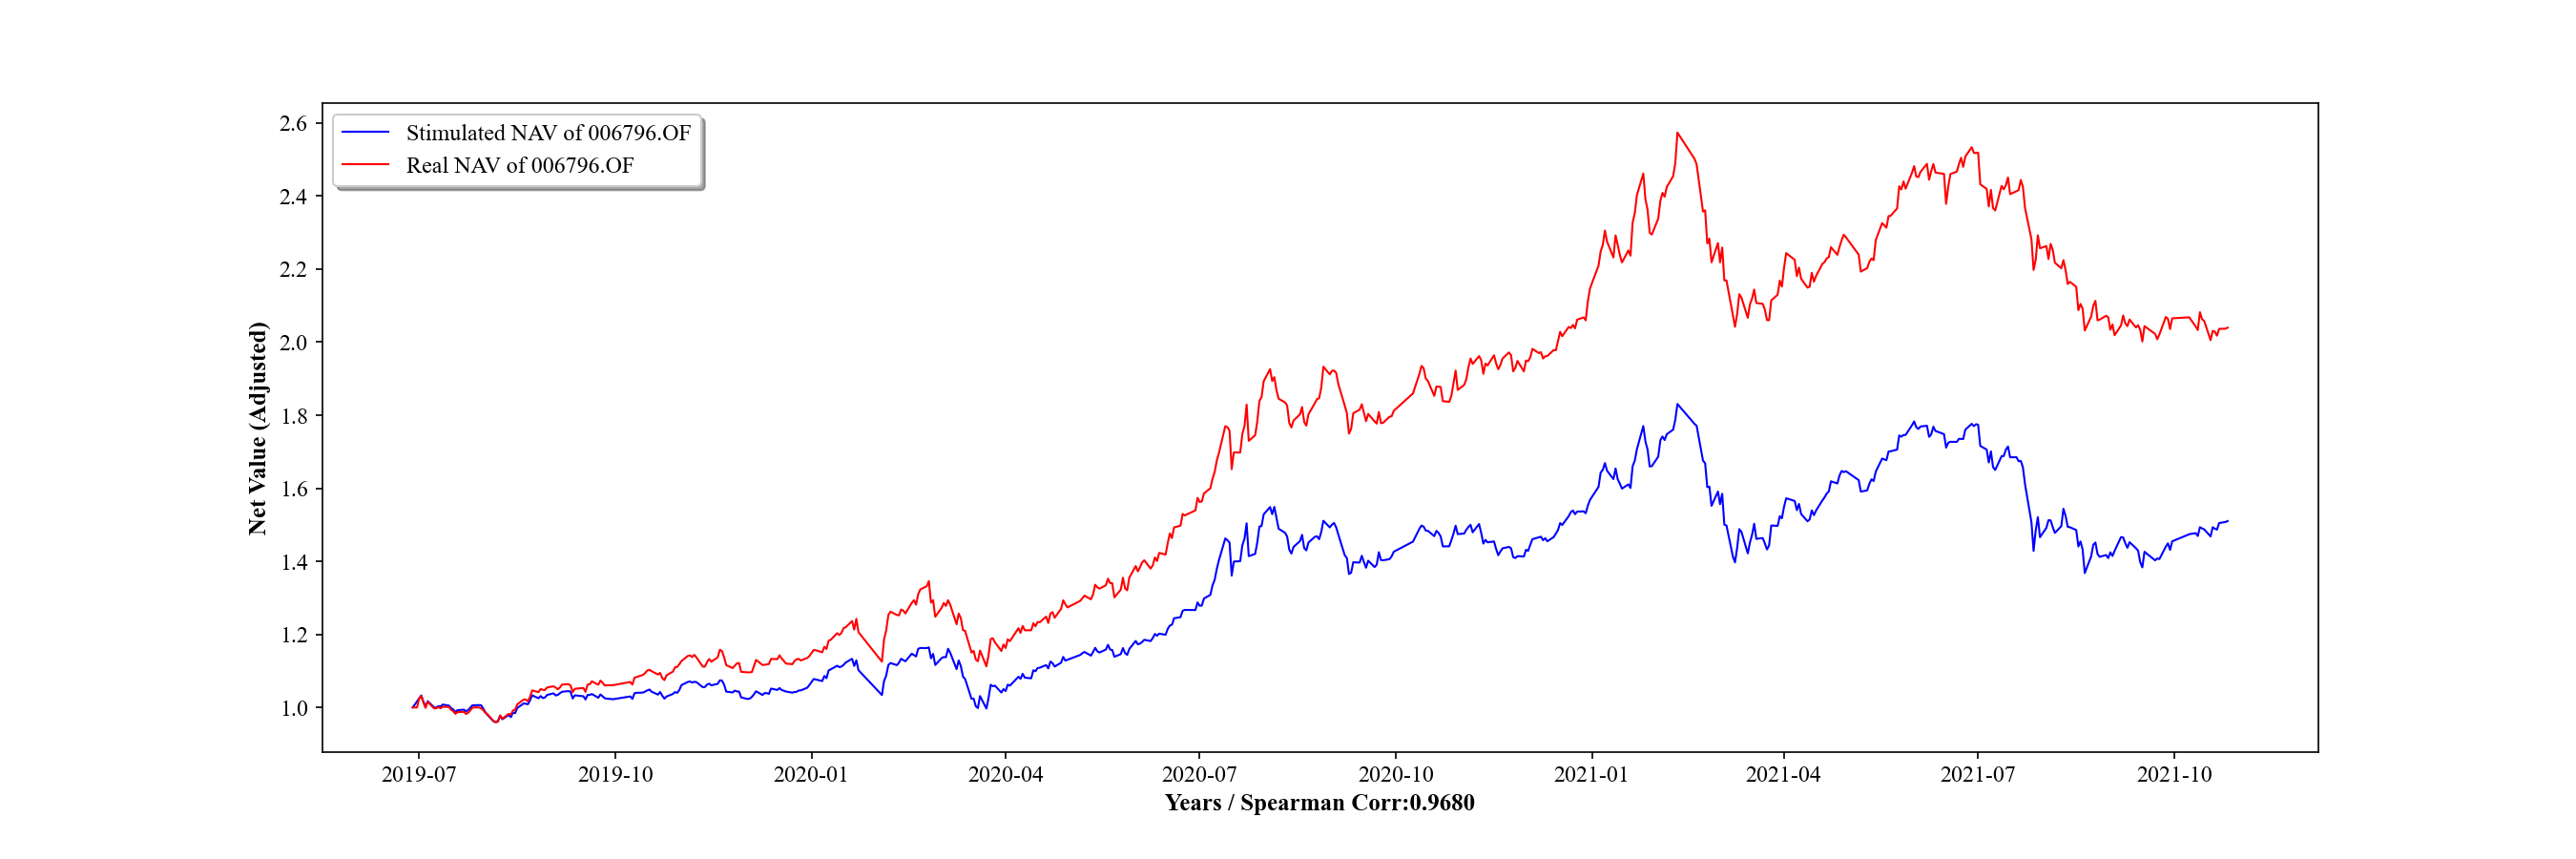 Stimulated NAV of 006796.OF
Real NAV of 006796.OF
Net Value (Adjusted)
2.6
2.4
2.2
2.0
1.8
1.6
1.4
1.2
1.0
2019-07 2019-10 2020-01 2020-04 2020-07 2020-10 2021-01 2021-04 2021-07 2021-10
Years / Spearman Corr:0.9680